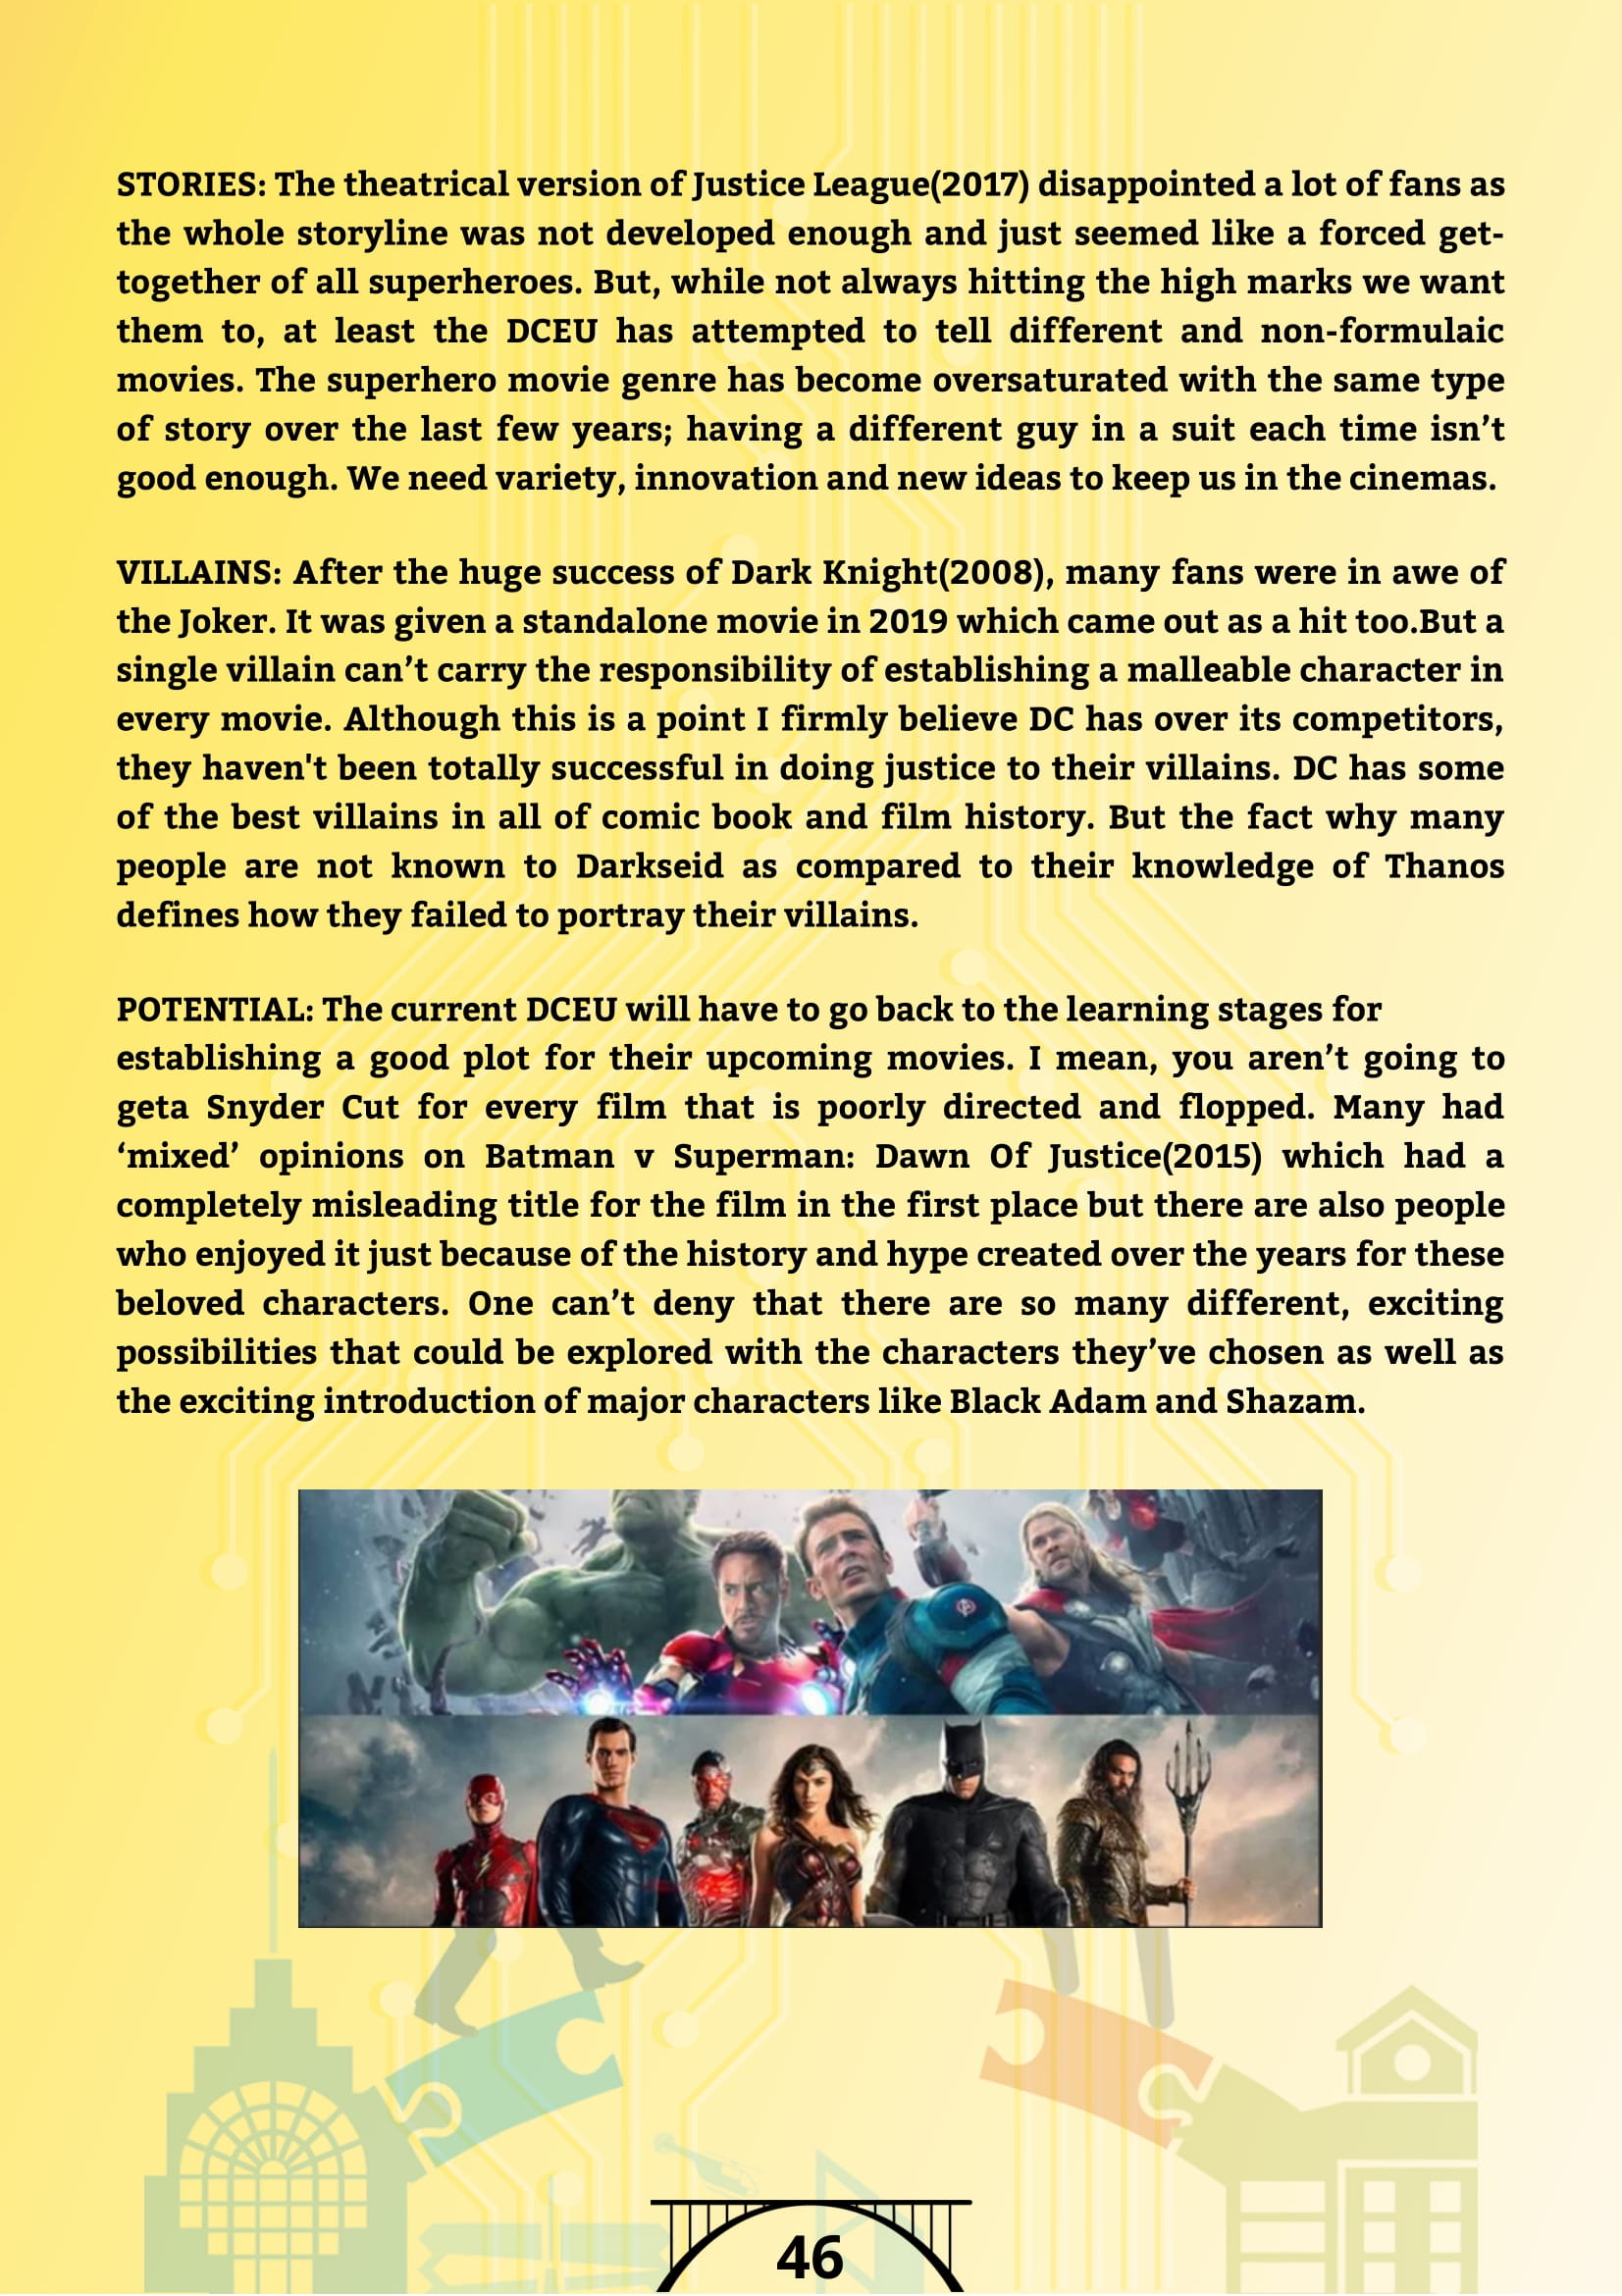 STORIES: The theatrical version of Justice League(2017) disappointed a lot of fans as
the whole storyline was not developed enough and just seemed like a forced get-
together of all superheroes. But, while not always hitting the high marks we want
them to, at least the DCEU has attempted to tell different and non-formulaic
movies. The superhero movie genre has become oversaturated with the same type
of story over the last few years; having a different guy in a suit each time isn’t
good enough. We need variety, innovation and new ideas to keep us in the cinemas.
VILLAINS: After the huge success of Dark Knight(2008), many fans were in awe of
the Joker. It was given a standalone movie in 2019 which came out as a hit too.But a
single villain can’t carry the responsibility of establishing a malleable character in
every movie. Although this is a point I firmly believe DC has over its competitors,
they haven't been totally successful in doing justice to their villains. DC has some
of the best villains in all of comic book and film history. But the fact why many
people are not known to Darkseid as compared to their knowledge of Thanos
defines how they failed to portray their villains.
POTENTIAL: The current DCEU will have to go back to the learning stages for
establishing a good plot for their upcoming movies. I mean, you aren’t going to
geta Snyder Cut for every film that is poorly directed and flopped. Many had
‘mixed’ opinions on Batman v Superman: Dawn Of Justice(2015) which had a
completely misleading title for the film in the first place but there are also people
who enjoyed it just because of the history and hype created over the years for these
beloved characters. One can’t deny that there are so many different, exciting
possibilities that could be explored with the characters they’ve chosen as well as
the exciting introduction of major characters like Black Adam and Shazam.
46